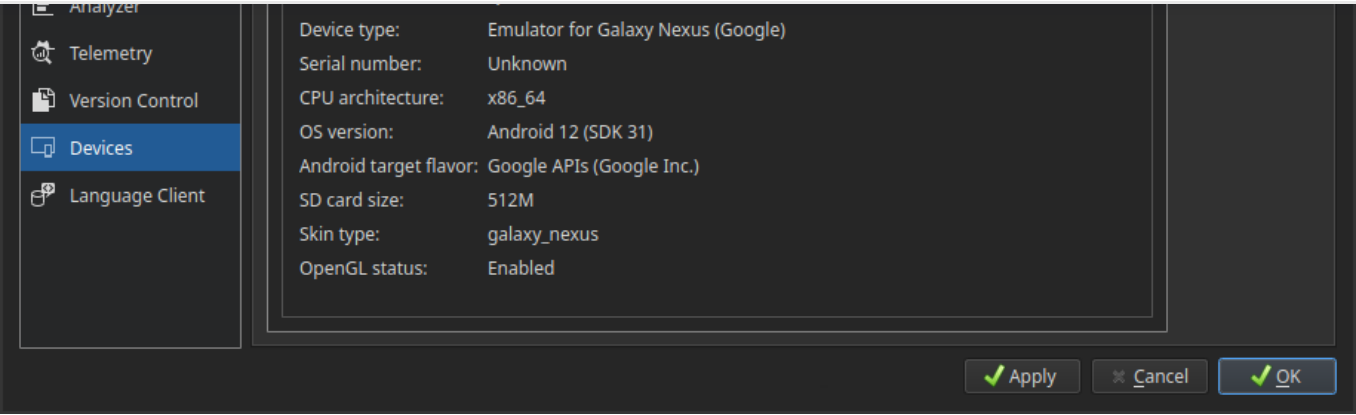 Analyzer
Telemetry
Version Control
Devices
Language Client
Device type: Emulator for Galaxy Nexus (Google)
Serial number: Unknown
CPU architecture: x86_64
OS version: Android 12 (SDK 31)
Android target flavor: Google APIs (Google Inc.)
SD card size: 512M
Skin type: galaxy_nexus
OpenGL status: Enabled
Apply
Cancel
OK